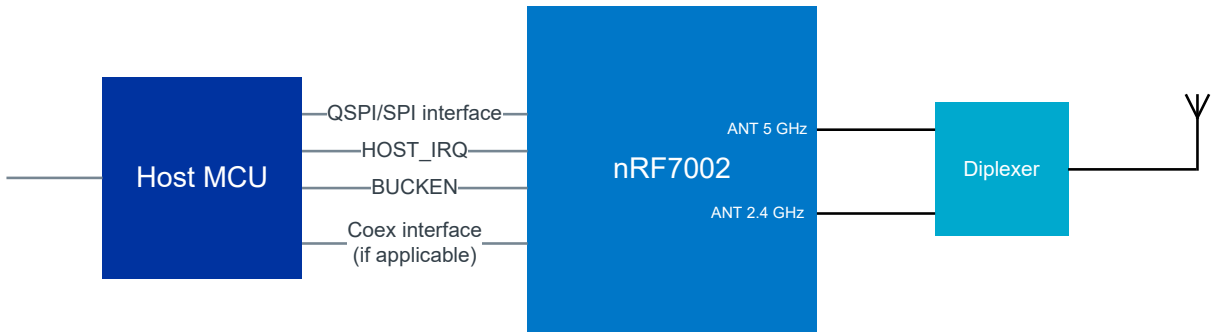 Host MCU
QSPI/SPI interface
HOST_IRQ
BUCKEN
Coex interface
(if applicable)
nRF7002
ANT 5 GHz
ANT 2.4 GHz
Diplexer